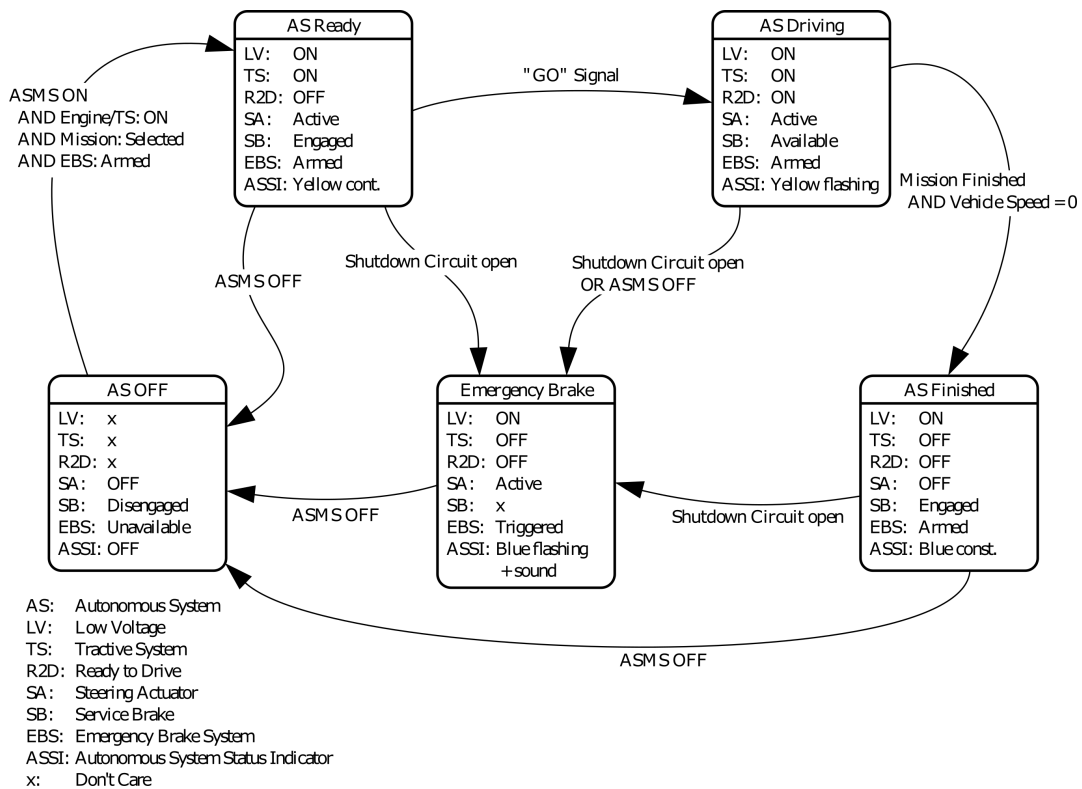 AS Ready
LV: ON
TS: ON
R2D: OFF
SA: Active
SB: Engaged
EBS: Armed
ASSI: Yellow cont.
AS Driving
LV: ON
TS: ON
R2D: ON
SA: Active
SB: Available
EBS: Armed
ASSI: Yellow flashing
"GO" Signal
ASMS ON
AND Engine/TS: ON
AND Mission: Selected
AND EBS: Armed
Mission Finished
AND Vehicle Speed = 0
Shutdown Circuit open
Shutdown Circuit open
OR ASMS OFF
ASMS OFF
AS OFF
LV: x
TS: x
R2D: x
SA: OFF
SB: Disengaged
EBS: Unavailable
ASSI: OFF
Emergency Brake
LV: ON
TS: OFF
R2D: OFF
SA: Active
SB: x
EBS: Triggered
ASSI: Blue flashing
+ sound
AS Finished
LV: ON
TS: OFF
R2D: OFF
SA: OFF
SB: Engaged
EBS: Armed
ASSI: Blue const.
ASMS OFF
Shutdown Circuit open
ASMS OFF
AS: Autonomous System
LV: Low Voltage
TS: Tractive System
R2D: Ready to Drive
SA: Steering Actuator
SB: Service Brake
EBS: Emergency Brake System
ASSI: Autonomous System Status Indicator
x: Don't Care